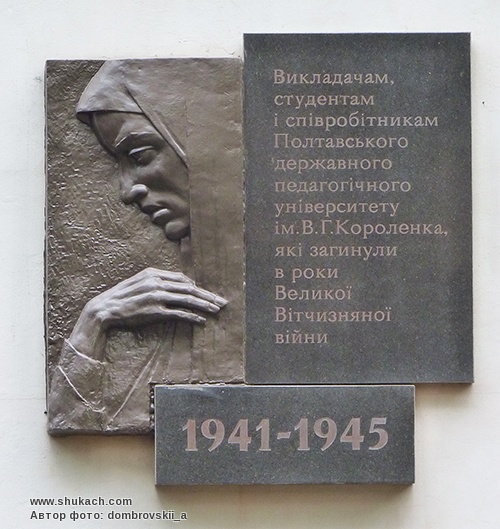 Викладачам,
студентам
і співробітникам
Полтавського
державного
педагогічного
університету
ім.В.Г.Короленка,
які загинули
в роки
Великої
Вітчизняної
війни
1941-1945
www.shukach.com
Автор фото: dombrovskii_a